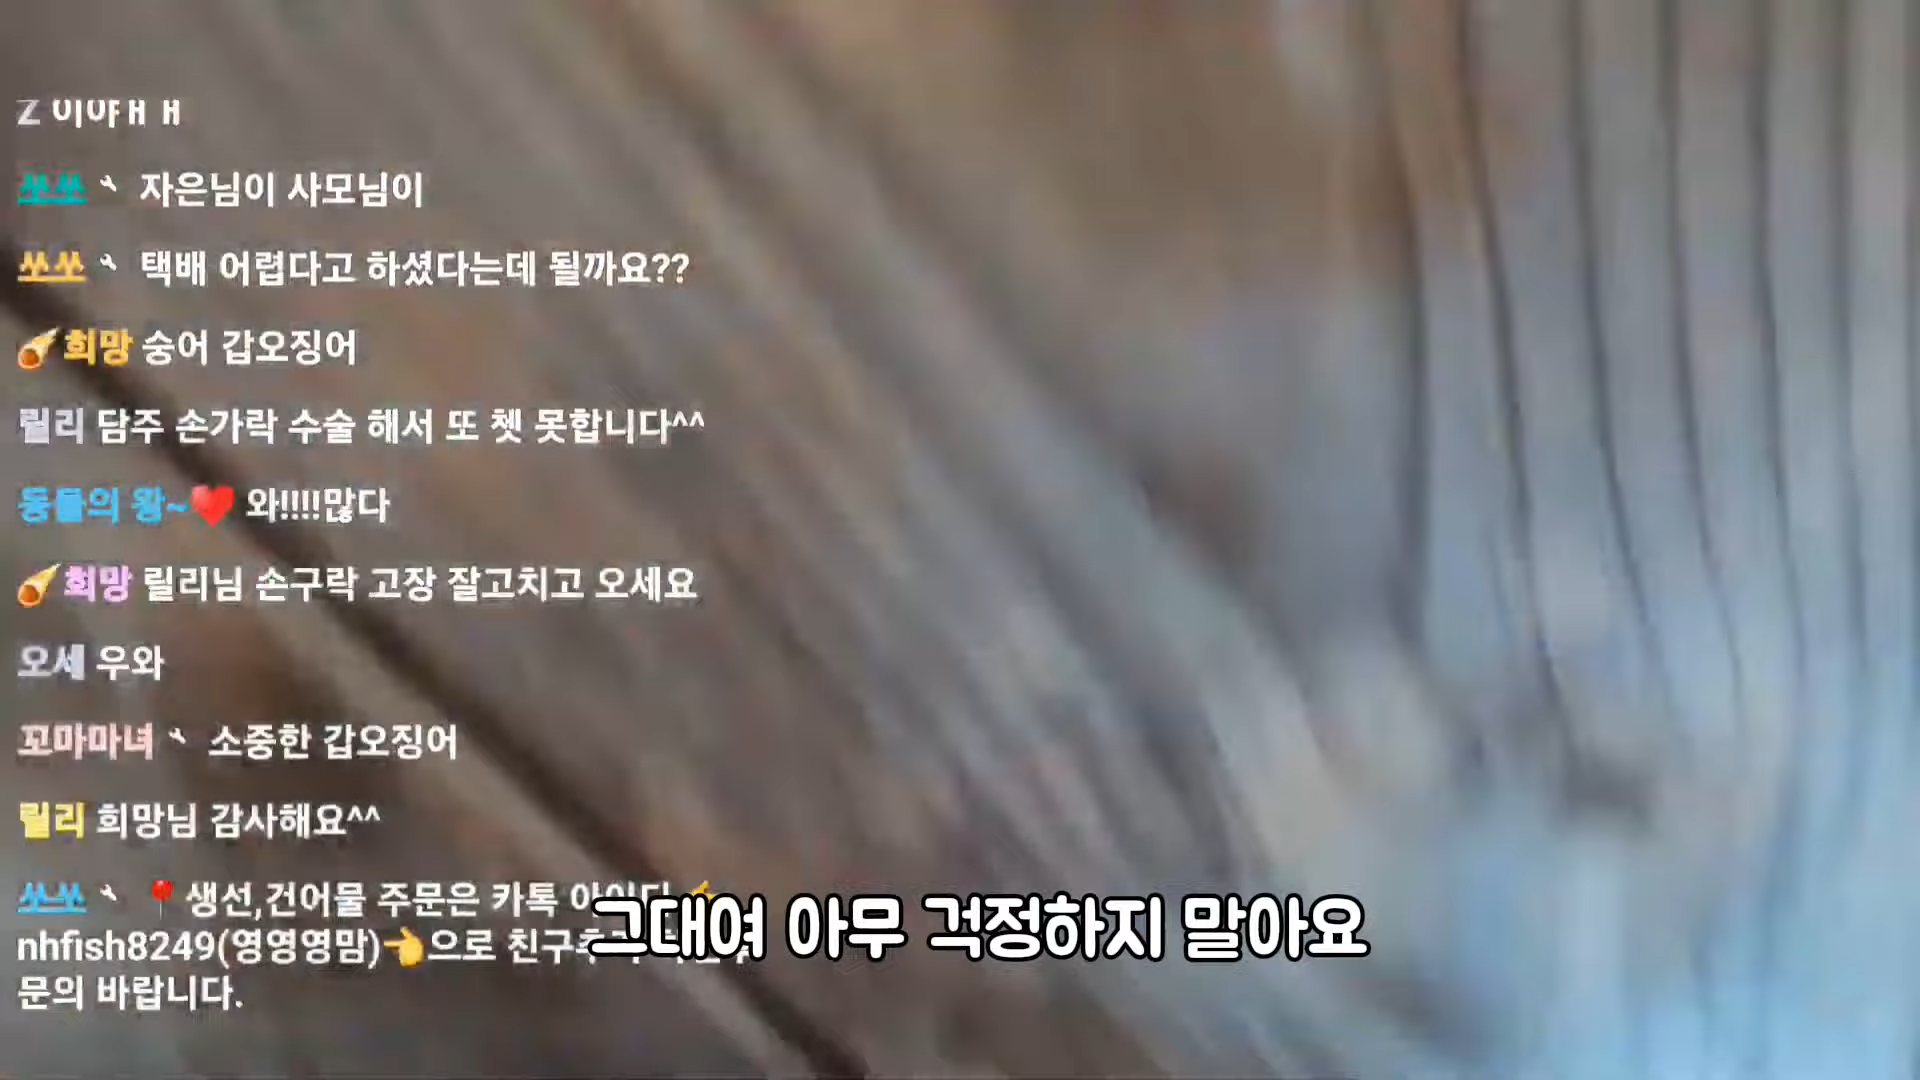 쏘쏘 자은님이 사모님이
쏘쏘 택배 어렵다고 하셨다는데 될까요??
희망 숭어 갑오징어
릴리 담주 손가락 수술 해서 또 쳇 못합니다^^
동물의 왕~❤️ 와!!!!많다
희망 릴리님 손구락 고장 잘고치고 오세요
오세 우와
꼬마마녀 소중한 갑오징어
릴리 희망님 감사해요^^
쏘쏘 📍생선,건어물 주문은 카톡
nhfish8249(영영영맘)👈으로
문의 바랍니다.
그대여 아무 걱정하지 말아요